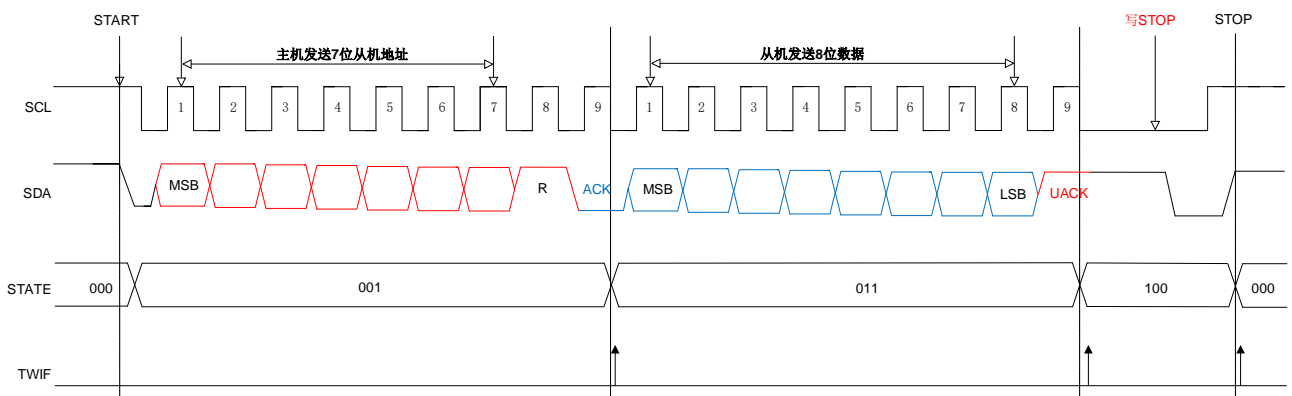 START 写STOP STOP
主机发送7位从机地址 从机发送8位数据
SCL 1 2 3 4 5 6 7 8 9 1 2 3 4 5 6 7 8 9
SDA MSB R ACK MSB LSB UACK
STATE 000 001 011 100 000
TWIF